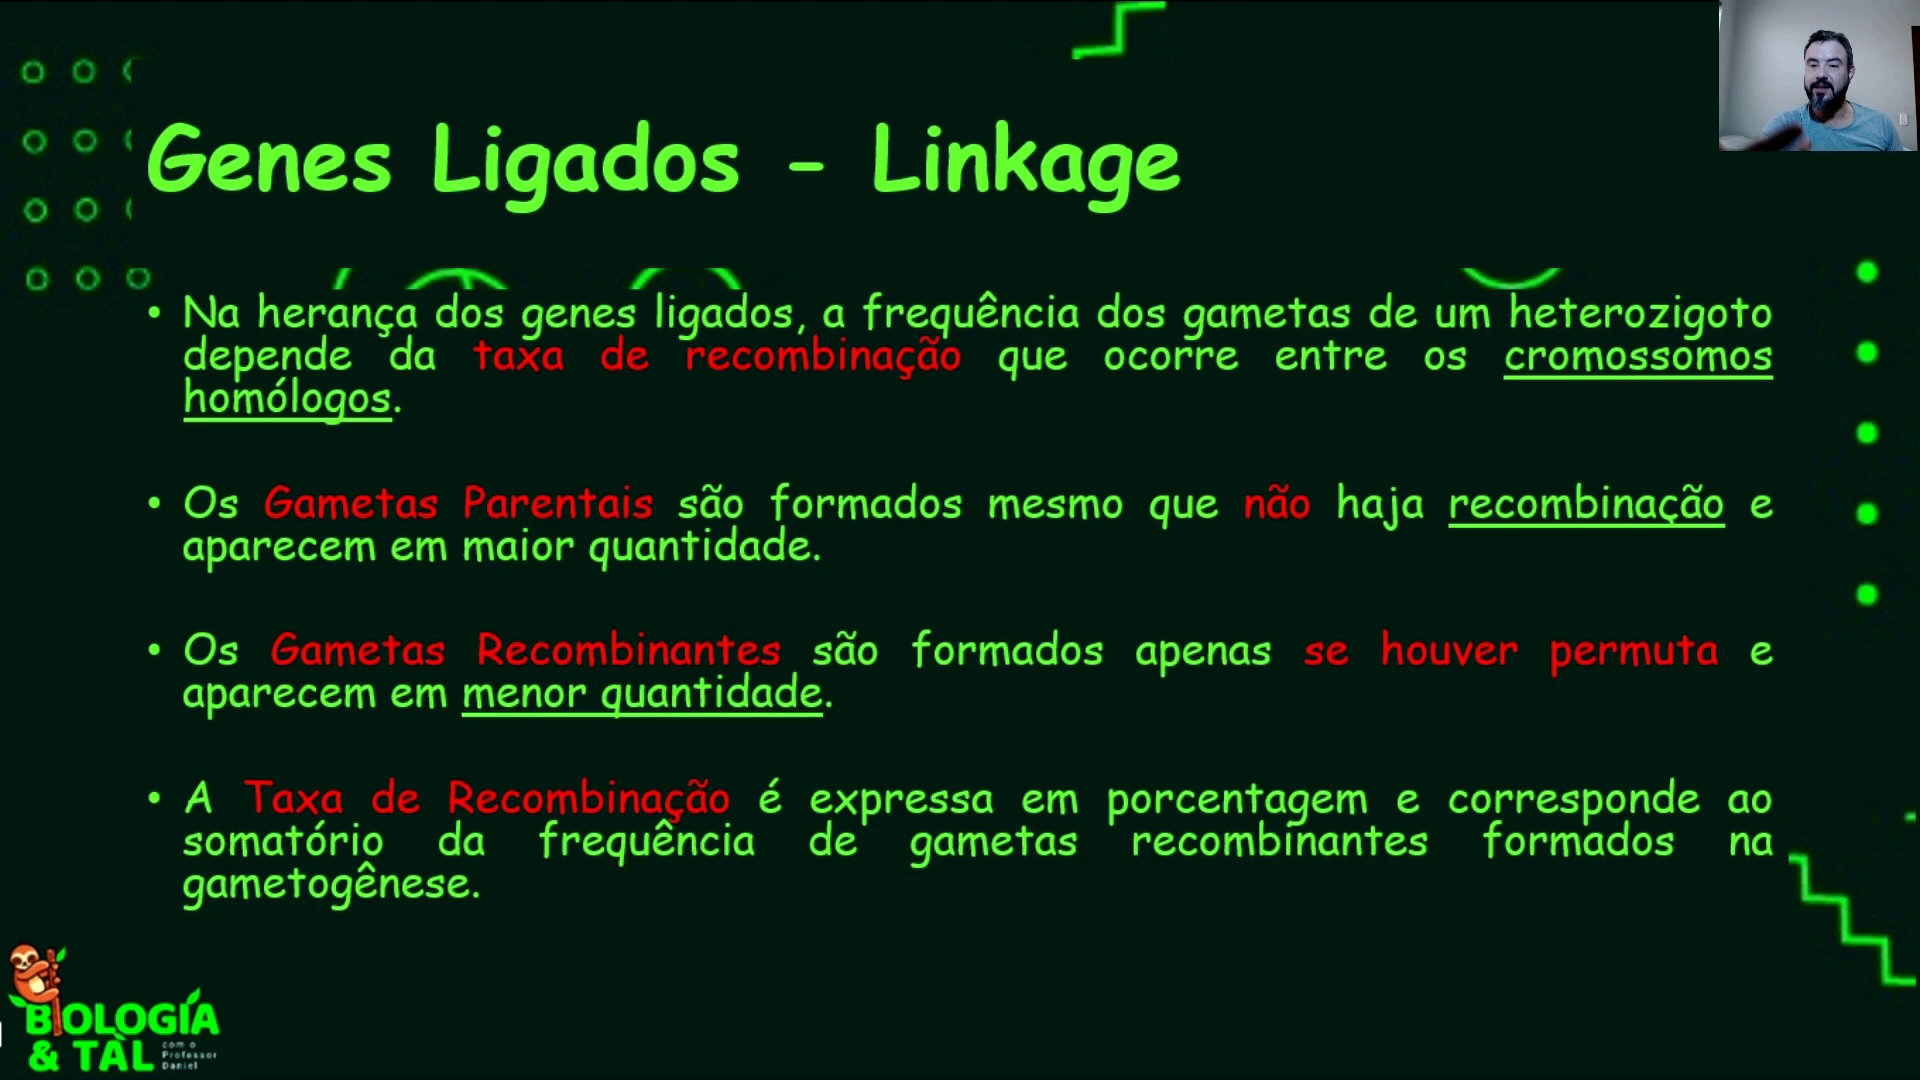 Genes Ligados - Linkage
• Na herança dos genes ligados, a frequência dos gametas de um heterozigoto
depende da taxa de recombinação que ocorre entre os cromossomos
homólogos.
• Os Gametas Parentais são formados mesmo que não haja recombinação e
aparecem em maior quantidade.
• Os Gametas Recombinantes são formados apenas se houver permuta e
aparecem em menor quantidade.
• A Taxa de Recombinação é expressa em porcentagem e corresponde ao
somatório da frequência de gametas recombinantes formados na
gametogênese.
BIOLOGIA
& TAL
com o
Professor
Daniel